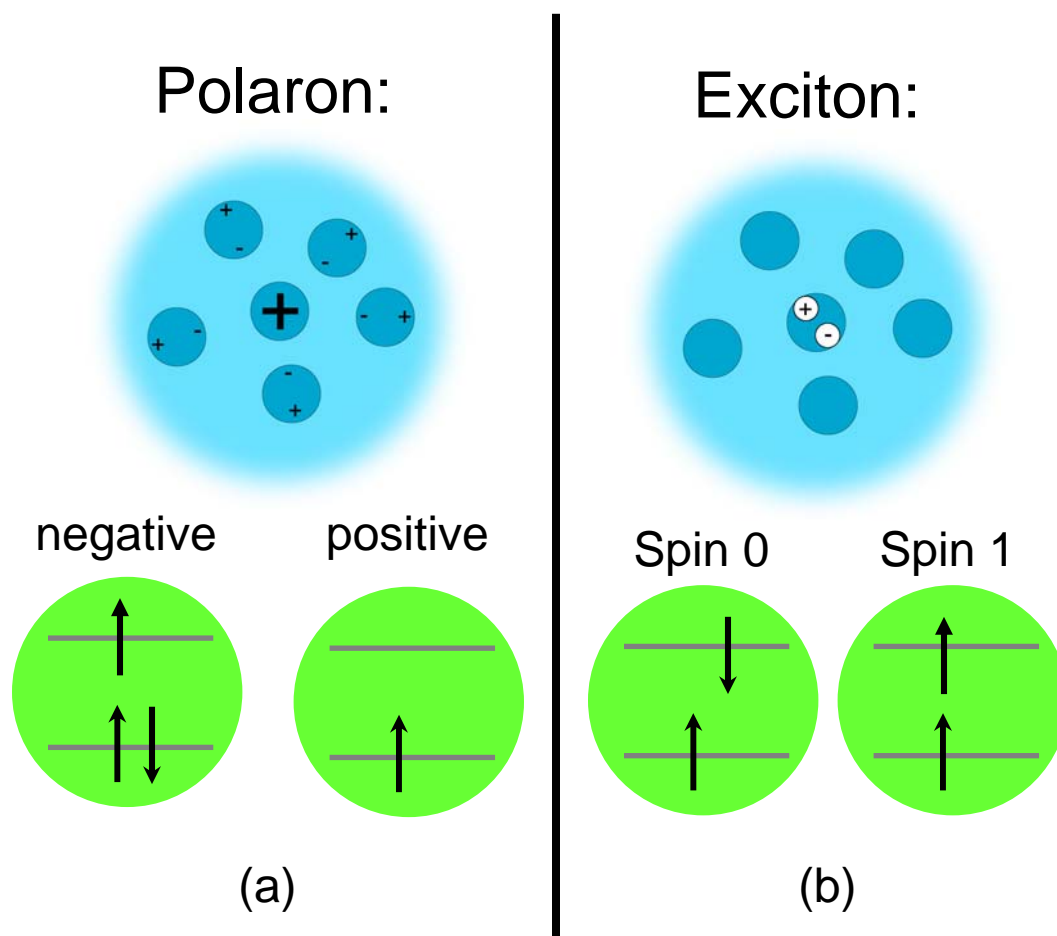 Polaron:
+
-
+
-
+
+
-
-
+
-
+
negative
positive
(a)
Exciton:
+
-
Spin 0
Spin 1
(b)